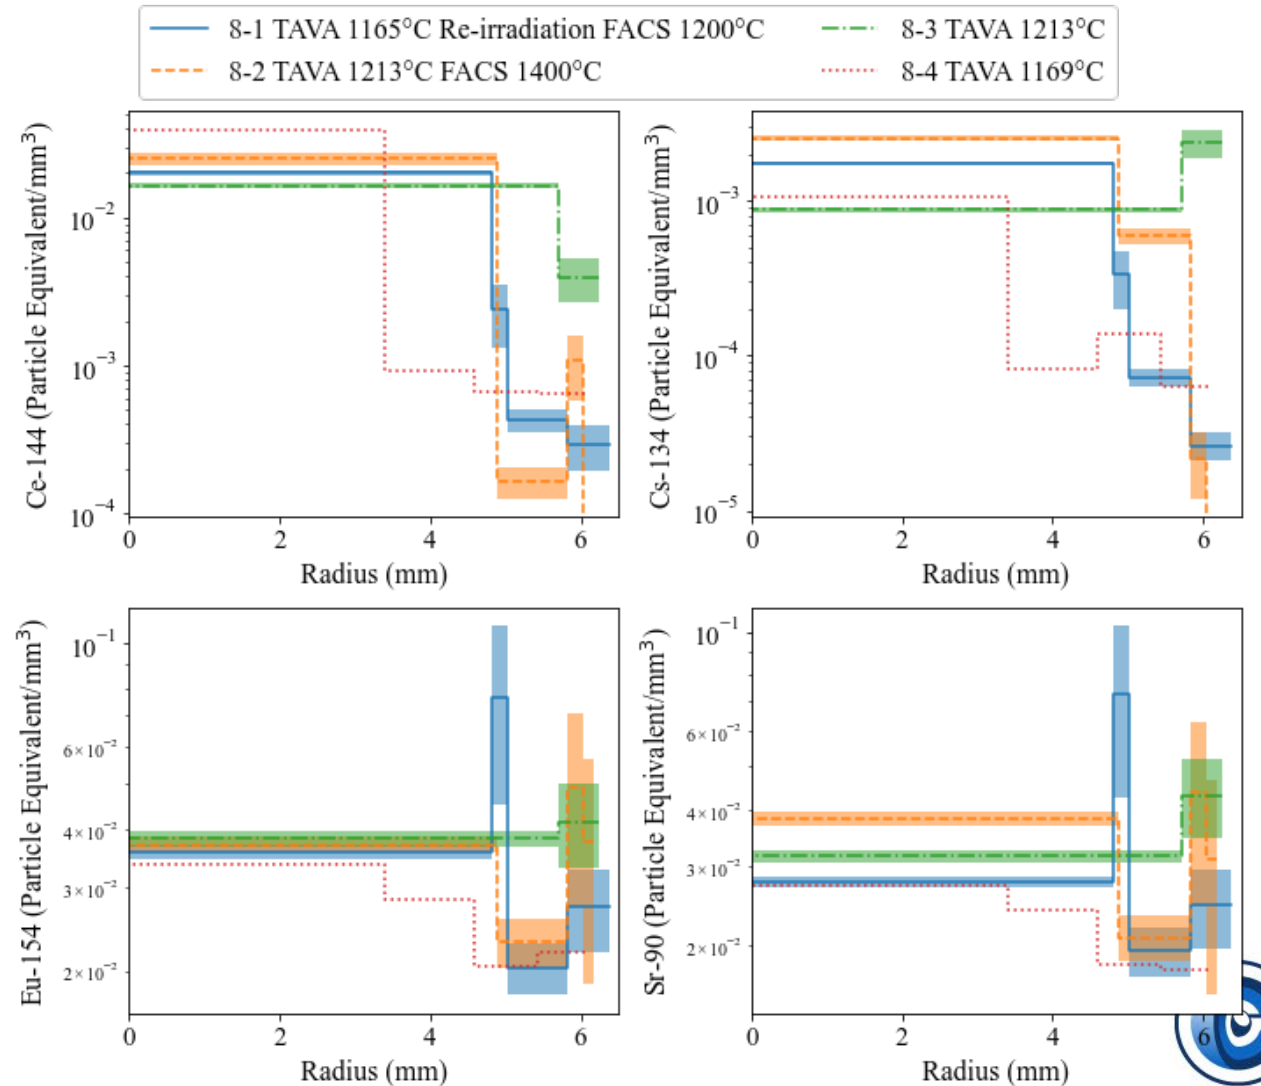 8-1 TAVA 1165°C Re-irradiation FACS 1200°C
8-2 TAVA 1213°C FACS 1400°C
8-3 TAVA 1213°C
8-4 TAVA 1169°C
Ce-144 (Particle Equivalent/mm³)
10⁻²
10⁻³
10⁻⁴
0 2 4 6
Radius (mm)
Cs-134 (Particle Equivalent/mm³)
10⁻³
10⁻⁴
10⁻⁵
0 2 4 6
Radius (mm)
Eu-154 (Particle Equivalent/mm³)
10⁻¹
6 × 10⁻²
4 × 10⁻²
3 × 10⁻²
2 × 10⁻²
0 2 4 6
Radius (mm)
Sr-90 (Particle Equivalent/mm³)
10⁻¹
6 × 10⁻²
4 × 10⁻²
3 × 10⁻²
2 × 10⁻²
0 2 4 6
Radius (mm)